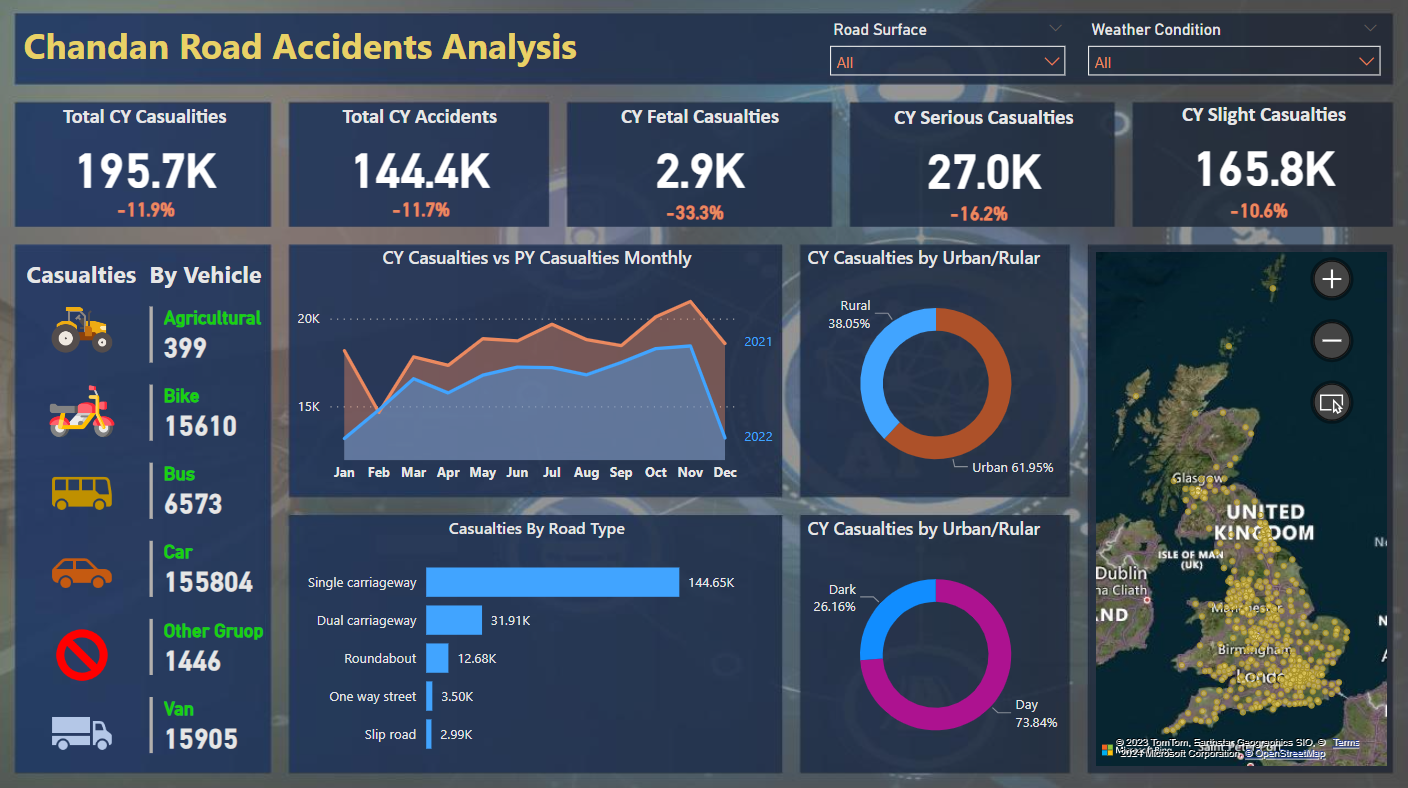 Chandan Road Accidents Analysis
Road Surface
All
Weather Condition
All
Total CY Casualities
195.7K
-11.9%
Total CY Accidents
144.4K
-11.7%
CY Fetal Casualties
2.9K
-33.3%
CY Serious Casualties
27.0K
-16.2%
CY Slight Casualties
165.8K
-10.6%
Casualties By Vehicle
Agricultural
399
Bike
15610
Bus
6573
Car
155804
Other Gruop
1446
Van
15905
CY Casualties vs PY Casualties Monthly
20K
15K
2021
2022
Jan Feb Mar Apr May Jun Jul Aug Sep Oct Nov Dec
CY Casualties by Urban/Rular
Rural
38.05%
Urban 61.95%
Casualties By Road Type
Single carriageway 144.65K
Dual carriageway 31.91K
Roundabout 12.68K
One way street 3.50K
Slip road 2.99K
CY Casualties by Urban/Rular
Dark
26.16%
Day
73.84%
Glasgow
UNITED
KINGDOM
ISLE OF MAN
(UK)
Dublin
Manchester
Birmingham
© 2023 TomTom, Earthstar Geographics SIO, © Terms
2024 Microsoft Corporation, © OpenStreetMap